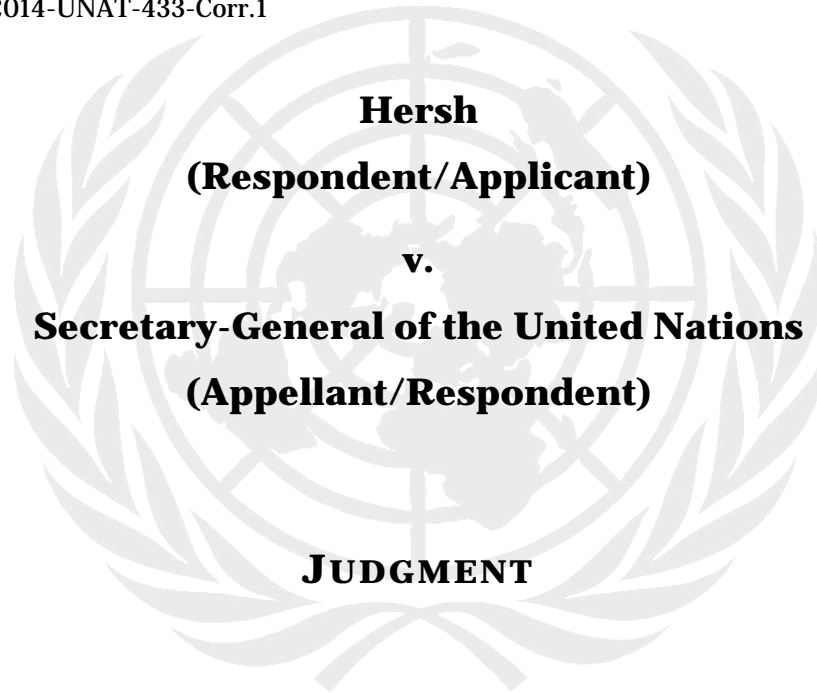 2014-UNAT-433-Corr.1
Hersh
(Respondent/Applicant)
v.
Secretary-General of the United Nations
(Appellant/Respondent)
JUDGMENT